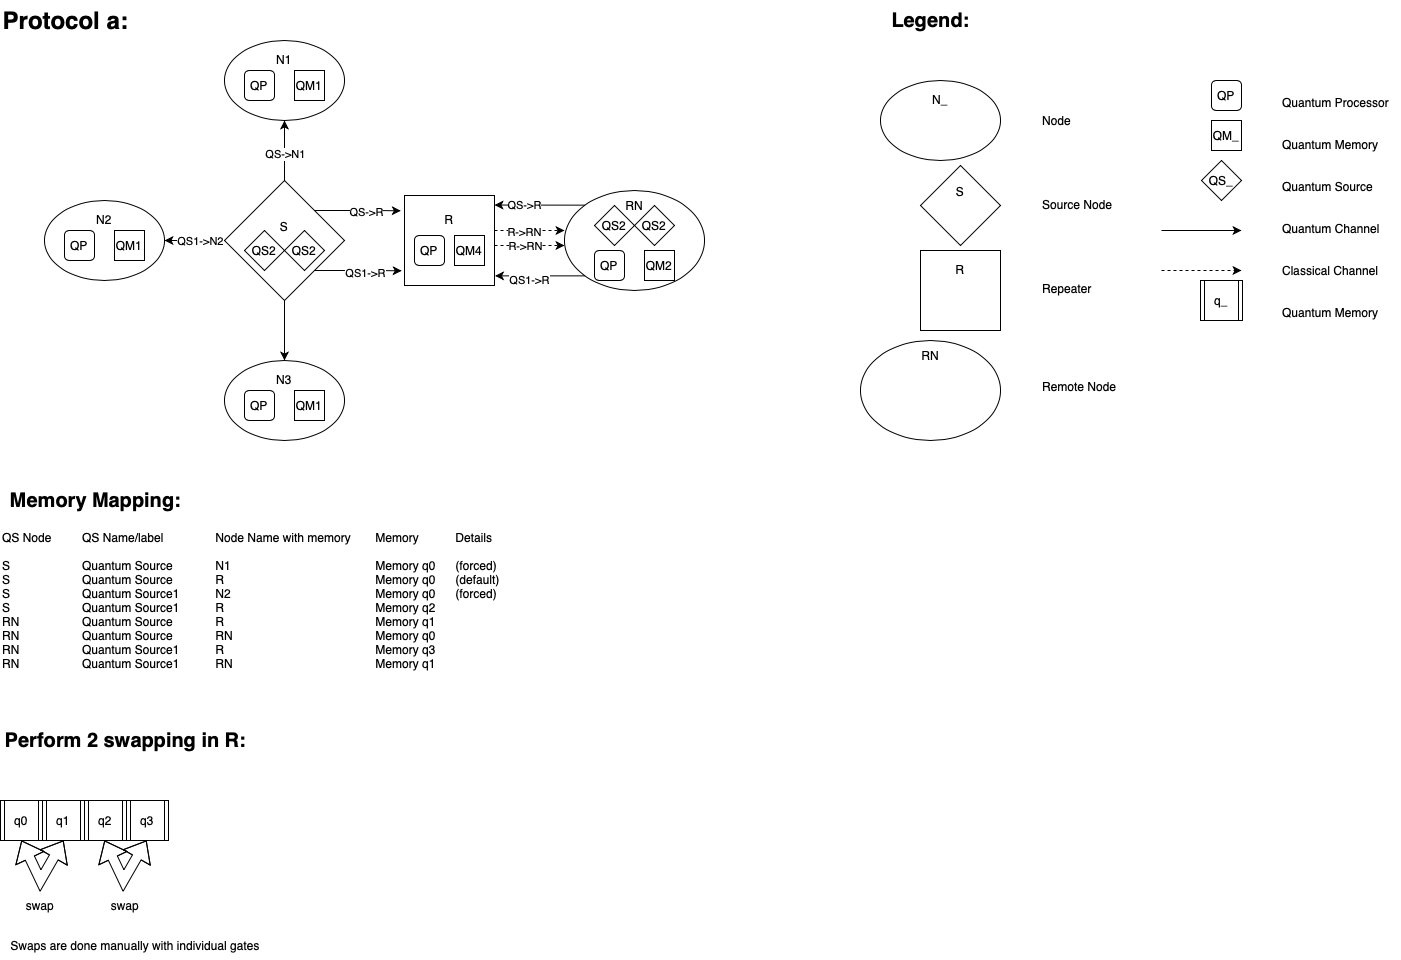 Protocol a:
N1
QP QM1
QS->N1
N2
QP QM1
QS1->N2
S
QS2 QS2
QS->R
QS1->R
R
QP QM4
QS->R
R->RN
R->RN
QS1->R
RN
QS2 QS2
QP QM2
N3
QP QM1
Legend:
N_
Node
S
Source Node
R
Repeater
RN
Remote Node
QP Quantum Processor
QM_ Quantum Memory
QS_ Quantum Source
Quantum Channel
Classical Channel
q_ Quantum Memory
Memory Mapping:
QS Node QS Name/label Node Name with memory Memory Details
S Quantum Source N1 Memory q0 (forced)
S Quantum Source R Memory q0 (default)
S Quantum Source1 N2 Memory q0 (forced)
S Quantum Source1 R Memory q2
RN Quantum Source R Memory q1
RN Quantum Source RN Memory q0
RN Quantum Source1 R Memory q3
RN Quantum Source1 RN Memory q1
Perform 2 swapping in R:
q0 q1 q2 q3
swap swap
Swaps are done manually with individual gates